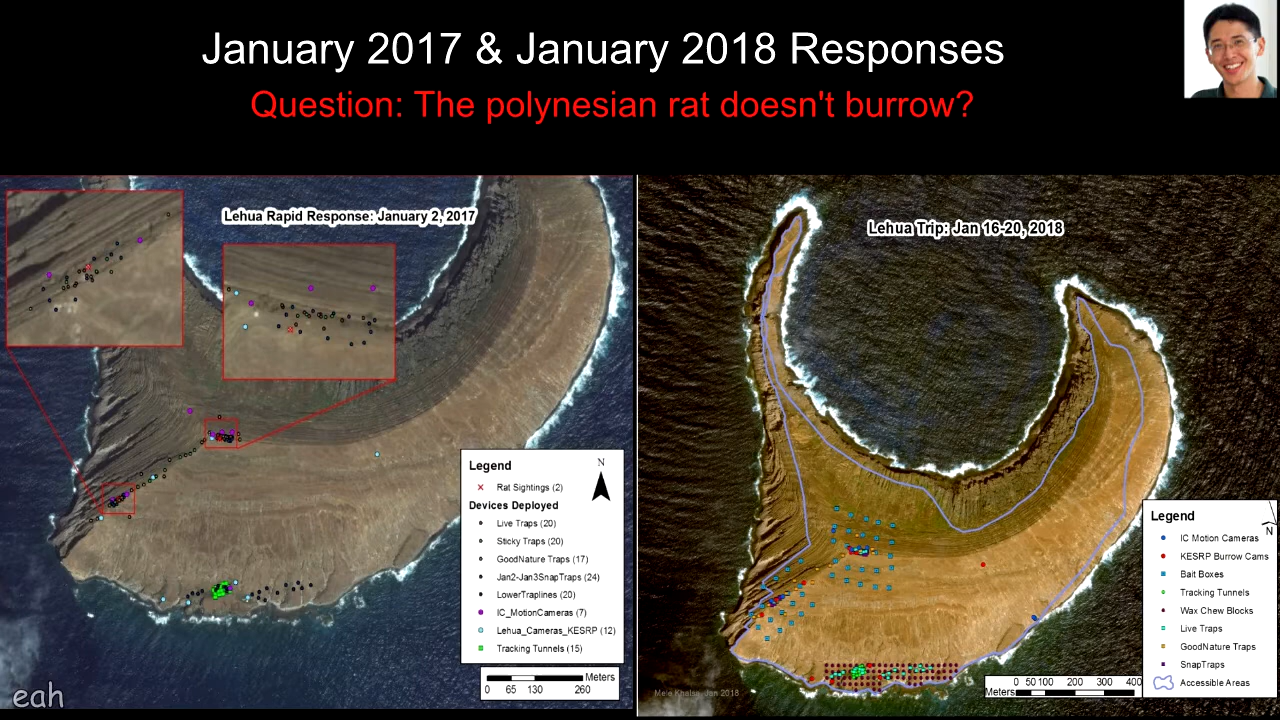 January 2017 & January 2018 Responses
Question: The polynesian rat doesn't burrow?
Lehua Rapid Response: January 2, 2017
Legend
N
Rat Sightings (2)
Devices Deployed
Live Traps (20)
Sticky Traps (20)
GoodNature Traps (17)
Jan2-Jan3SnapTraps (24)
LowerTraplines (20)
IC_MotionCameras (7)
Lehua_Cameras_KESRP (12)
Tracking Tunnels (15)
Meters
0 65 130 260
eah
Lehua Trip: Jan 16-20, 2018
Legend
N
IC Motion Cameras
KESRP Burrow Cams
Bait Boxes
Tracking Tunnels
Wax Chew Blocks
Live Traps
GoodNature Traps
SnapTraps
Accessible Areas
0 50 100 200 300 400
Meters
Mele Khalsa, Jan 2018